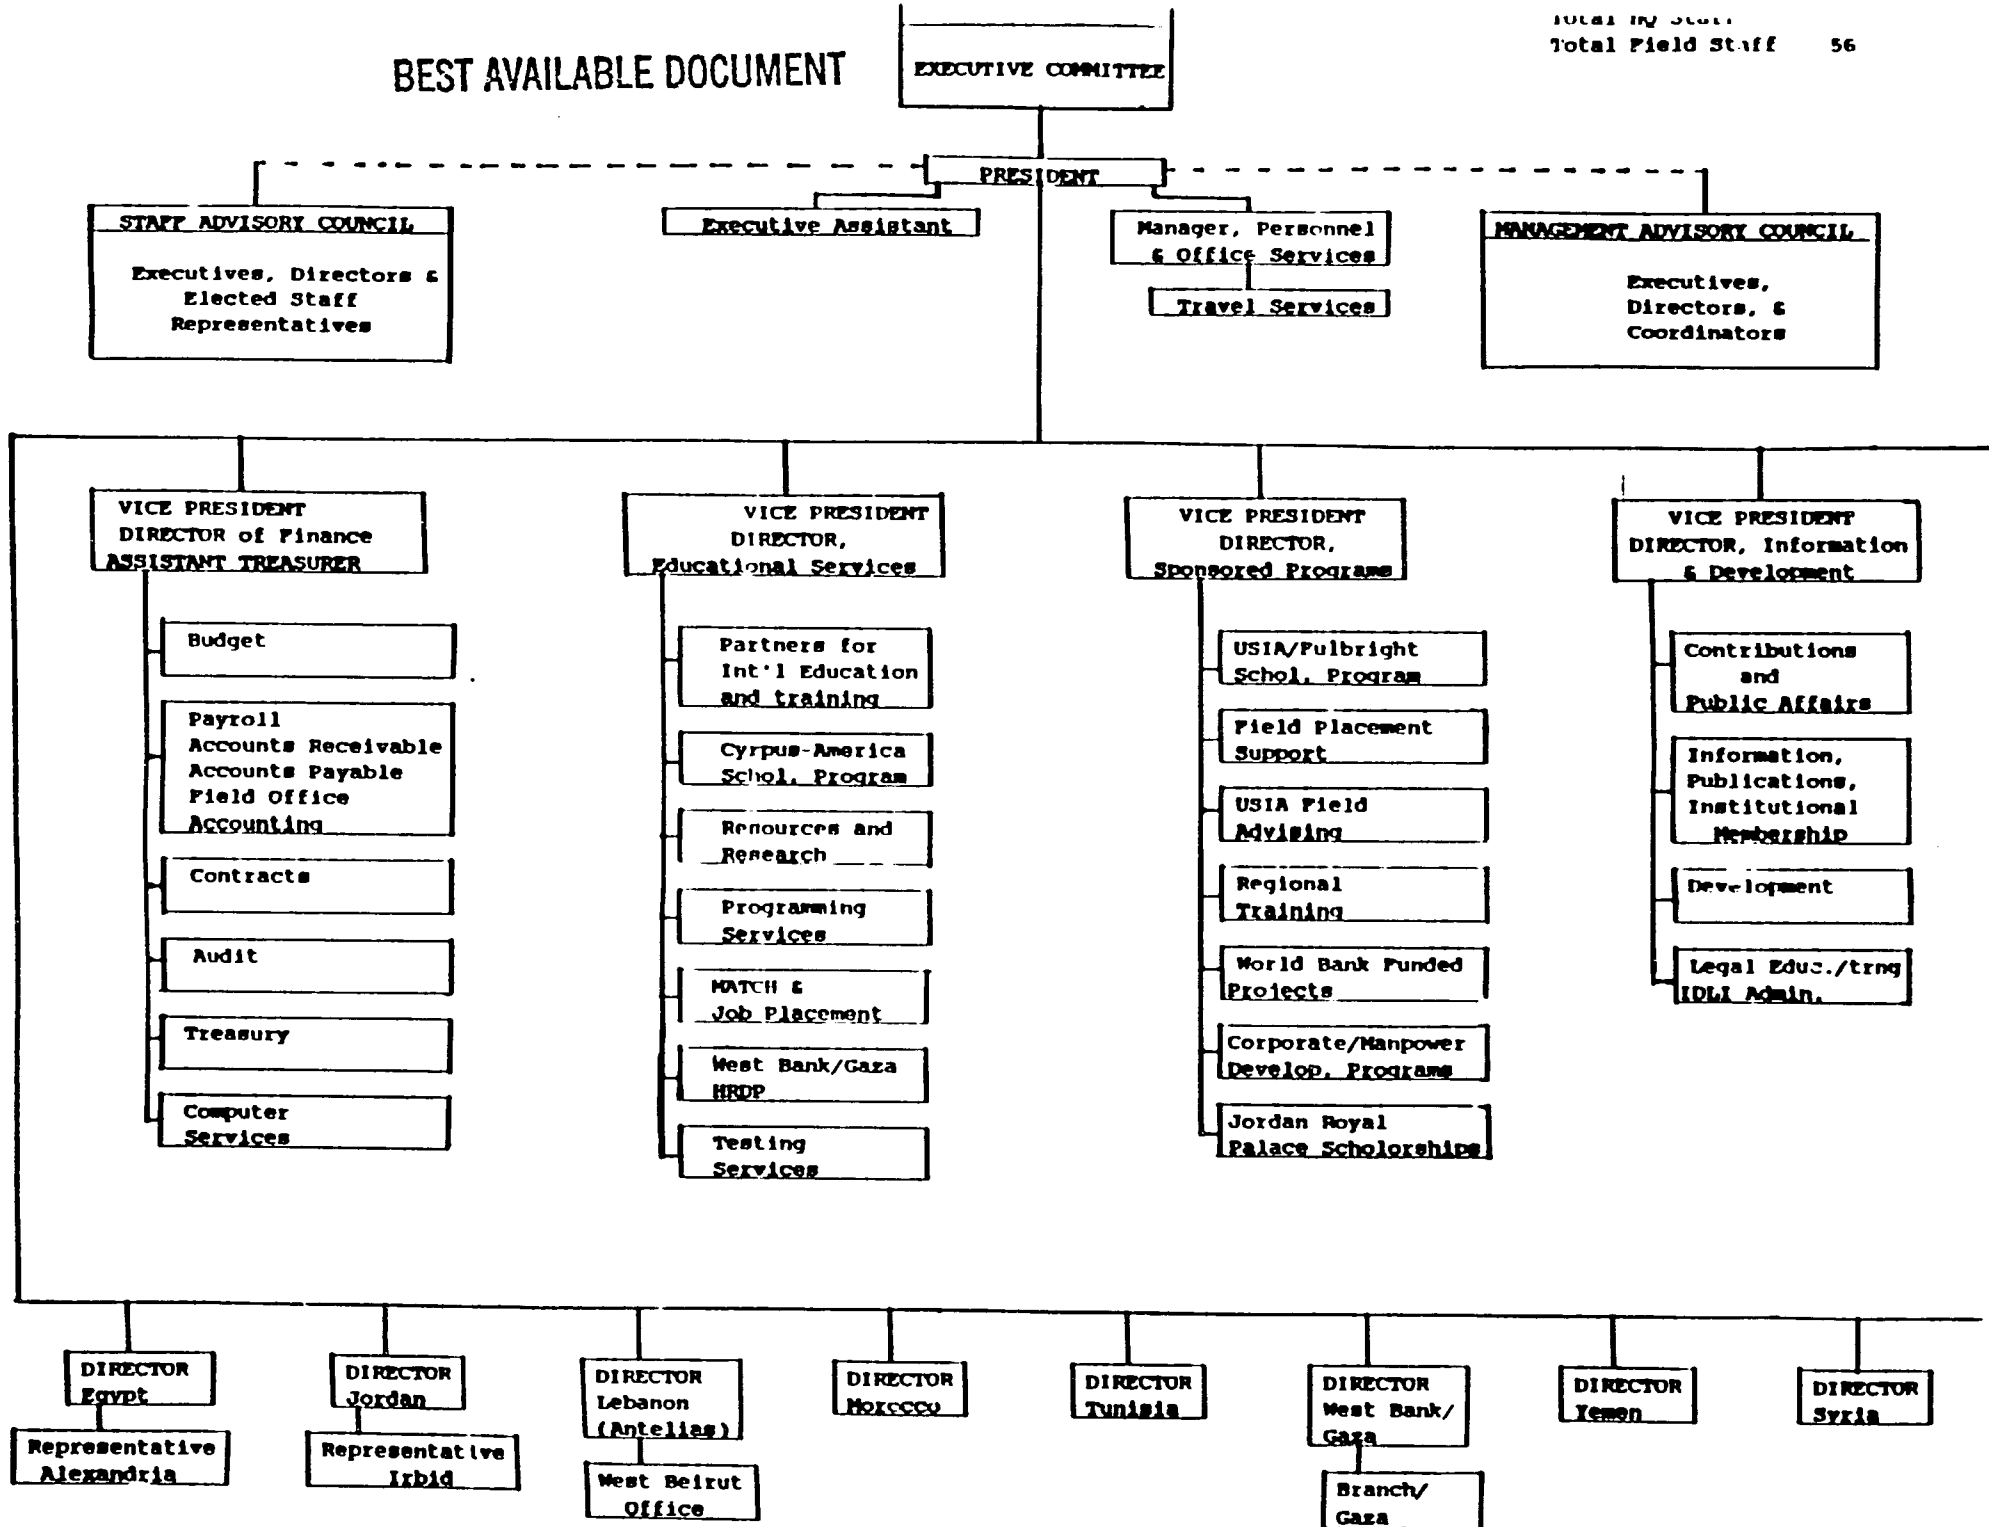 Total HQ Staff
Total Field Staff 56
BEST AVAILABLE DOCUMENT
EXECUTIVE COMMITTEE
PRESIDENT
STAFF ADVISORY COUNCIL
Executives, Directors &
Elected Staff
Representatives
Executive Assistant
Manager, Personnel
& Office Services
Travel Services
MANAGEMENT ADVISORY COUNCIL
Executives,
Directors, &
Coordinators
VICE PRESIDENT
DIRECTOR of Finance
ASSISTANT TREASURER
Budget
Payroll
Accounts Receivable
Accounts Payable
Field Office
Accounting
Contracts
Audit
Treasury
Computer
Services
VICE PRESIDENT
DIRECTOR,
Educational Services
Partners for
Int'l Education
and training
Cyrpus-America
Schol. Program
Resources and
Research
Programming
Services
MATCH &
Job Placement
West Bank/Gaza
HRDP
Testing
Services
VICE PRESIDENT
DIRECTOR,
Sponsored Programs
USIA/Fulbright
Schol. Program
Field Placement
Support
USIA Field
Advising
Regional
Training
World Bank Funded
Projects
Corporate/Manpower
Develop. Programs
Jordan Royal
Palace Scholorships
VICE PRESIDENT
DIRECTOR, Information
& Development
Contributions
and
Public Affairs
Information,
Publications,
Institutional
Membership
Development
Legal Educ./trng
IDLI Admin.
DIRECTOR
Egypt
Representative
Alexandria
DIRECTOR
Jordan
Representative
Irbid
DIRECTOR
Lebanon
(Antelias)
West Beirut
Office
DIRECTOR
Morocco
DIRECTOR
Tunisia
DIRECTOR
West Bank/
Gaza
Branch/
Gaza
DIRECTOR
Yemen
DIRECTOR
Syria